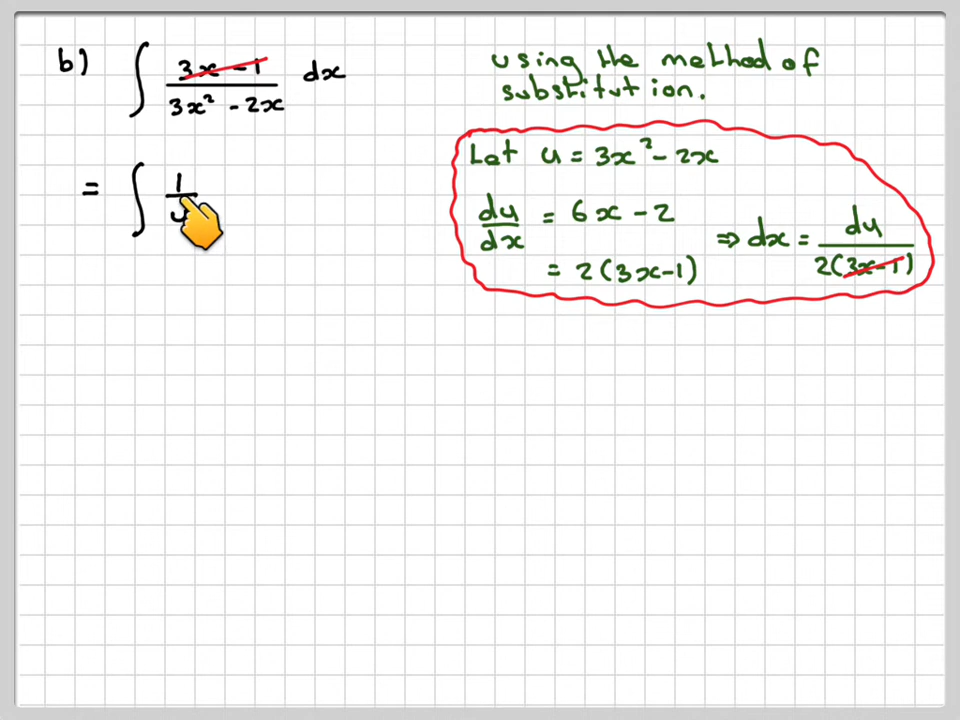 b) ∫ (3x - 1)/(3x² - 2x) dx
using the method of
substitution.
Let u = 3x² - 2x
du/dx = 6x - 2
= 2(3x-1)
⇒ dx = du/(2(3x-1))
= ∫ 1/u